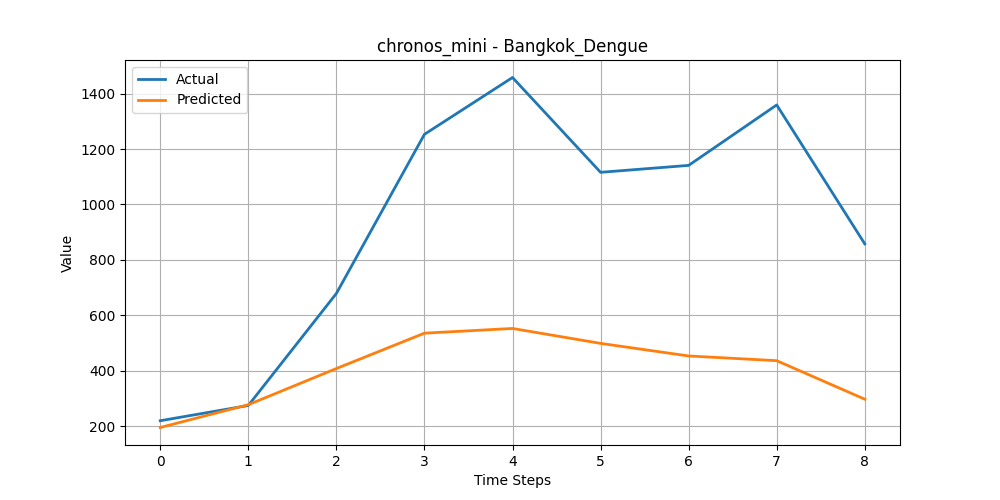 chronos_mini - Bangkok_Dengue
Actual
Predicted
1400
1200
1000
800
600
400
200
Value
0 1 2 3 4 5 6 7 8
Time Steps